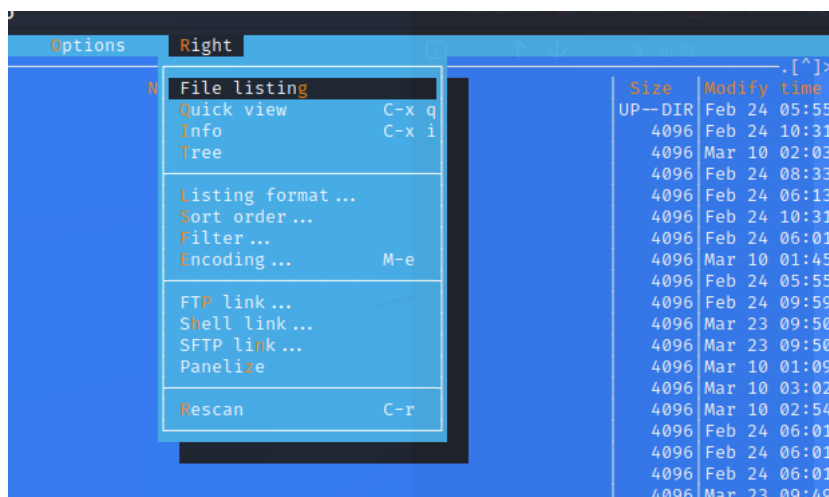 Options Right
.[^]>
N File listing Size Modify time
Quick view C-x q UP--DIR Feb 24 05:55
Info C-x i 4096 Feb 24 10:31
Tree 4096 Mar 10 02:03
4096 Feb 24 08:33
Listing format... 4096 Feb 24 06:13
Sort order... 4096 Feb 24 10:31
Filter... 4096 Feb 24 06:01
Encoding... M-e 4096 Mar 10 01:45
4096 Feb 24 05:55
FTP link... 4096 Feb 24 09:59
Shell link... 4096 Mar 23 09:50
SFTP link... 4096 Mar 23 09:50
Panelize 4096 Mar 10 01:09
4096 Mar 10 03:02
Rescan C-r 4096 Mar 10 02:54
4096 Feb 24 06:01
4096 Feb 24 06:01
4096 Feb 24 06:01
4096 Mar 23 09:49